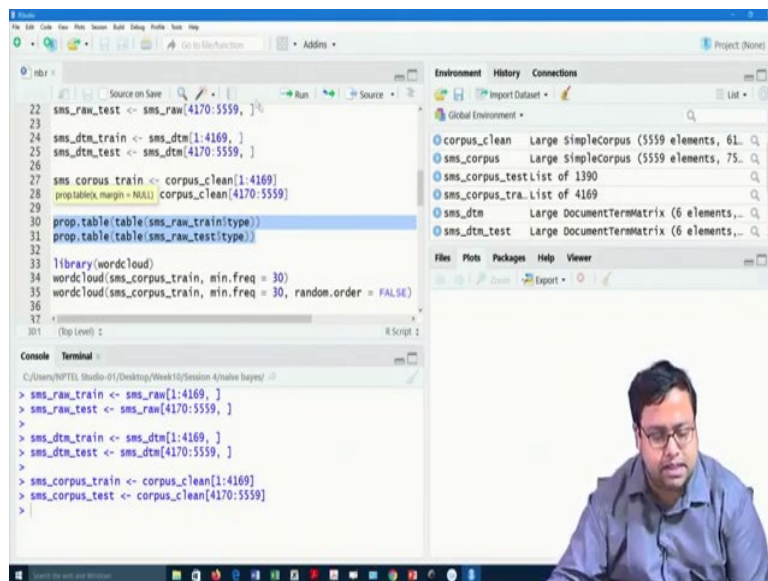 RStudio
File Edit Code View Plots Session Build Debug Profile Tools Help
Go to file/function
Addins
Project: (None)
nb.r
Source on Save
Run
Source
22 sms_raw_test <- sms_raw[4170:5559, ]
23
24 sms_dtm_train <- sms_dtm[1:4169, ]
25 sms_dtm_test <- sms_dtm[4170:5559, ]
26
27 sms_corpus_train <- corpus_clean[1:4169]
28 prop.table(x, margin = NULL) corpus_clean[4170:5559]
29
30 prop.table(table(sms_raw_train$type))
31 prop.table(table(sms_raw_test$type))
32
33 library(wordcloud)
34 wordcloud(sms_corpus_train, min.freq = 30)
35 wordcloud(sms_corpus_train, min.freq = 30, random.order = FALSE)
36
37
30:1 (Top Level) R Script
Console Terminal
C:/Users/NPTEL Studio-01/Desktop/Week10/Session 4/naive bayes/
> sms_raw_train <- sms_raw[1:4169, ]
> sms_raw_test <- sms_raw[4170:5559, ]
>
> sms_dtm_train <- sms_dtm[1:4169, ]
> sms_dtm_test <- sms_dtm[4170:5559, ]
>
> sms_corpus_train <- corpus_clean[1:4169]
> sms_corpus_test <- corpus_clean[4170:5559]
>
Environment History Connections
Import Dataset List
Global Environment
corpus_clean Large SimpleCorpus (5559 elements, 61…
sms_corpus Large SimpleCorpus (5559 elements, 75…
sms_corpus_test List of 1390
sms_corpus_tra… List of 4169
sms_dtm Large DocumentTermMatrix (6 elements,…
sms_dtm_test Large DocumentTermMatrix (6 elements,…
Files Plots Packages Help Viewer
Zoom Export
Search the web and Windows